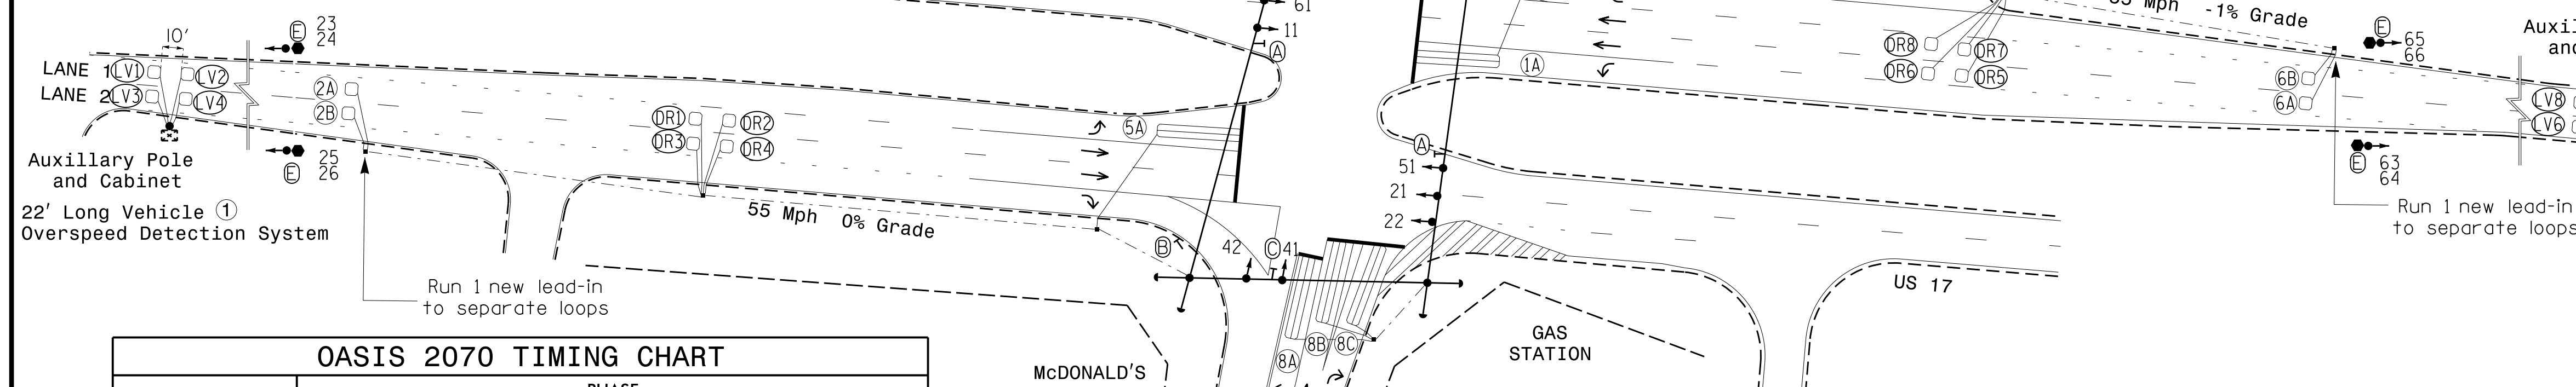 10'
LANE 1
LANE 2
LV1
LV2
LV3
LV4
E
23
24
E
25
26
2A
2B
Auxillary Pole
and Cabinet
22' Long Vehicle 1
Overspeed Detection System
Run 1 new lead-in
to separate loops
DR1
DR2
DR3
DR4
55 Mph 0% Grade
5A
61
11
A
B
42
C
41
A
51
21
22
1A
DR8
DR7
DR6
DR5
Mph -1% Grade
6B
6A
E
65
66
E
63
64
LV8
LV6
Run 1 new lead-in
to separate loops
US 17
8A
8B
8C
GAS
STATION
McDONALD'S
OASIS 2070 TIMING CHART